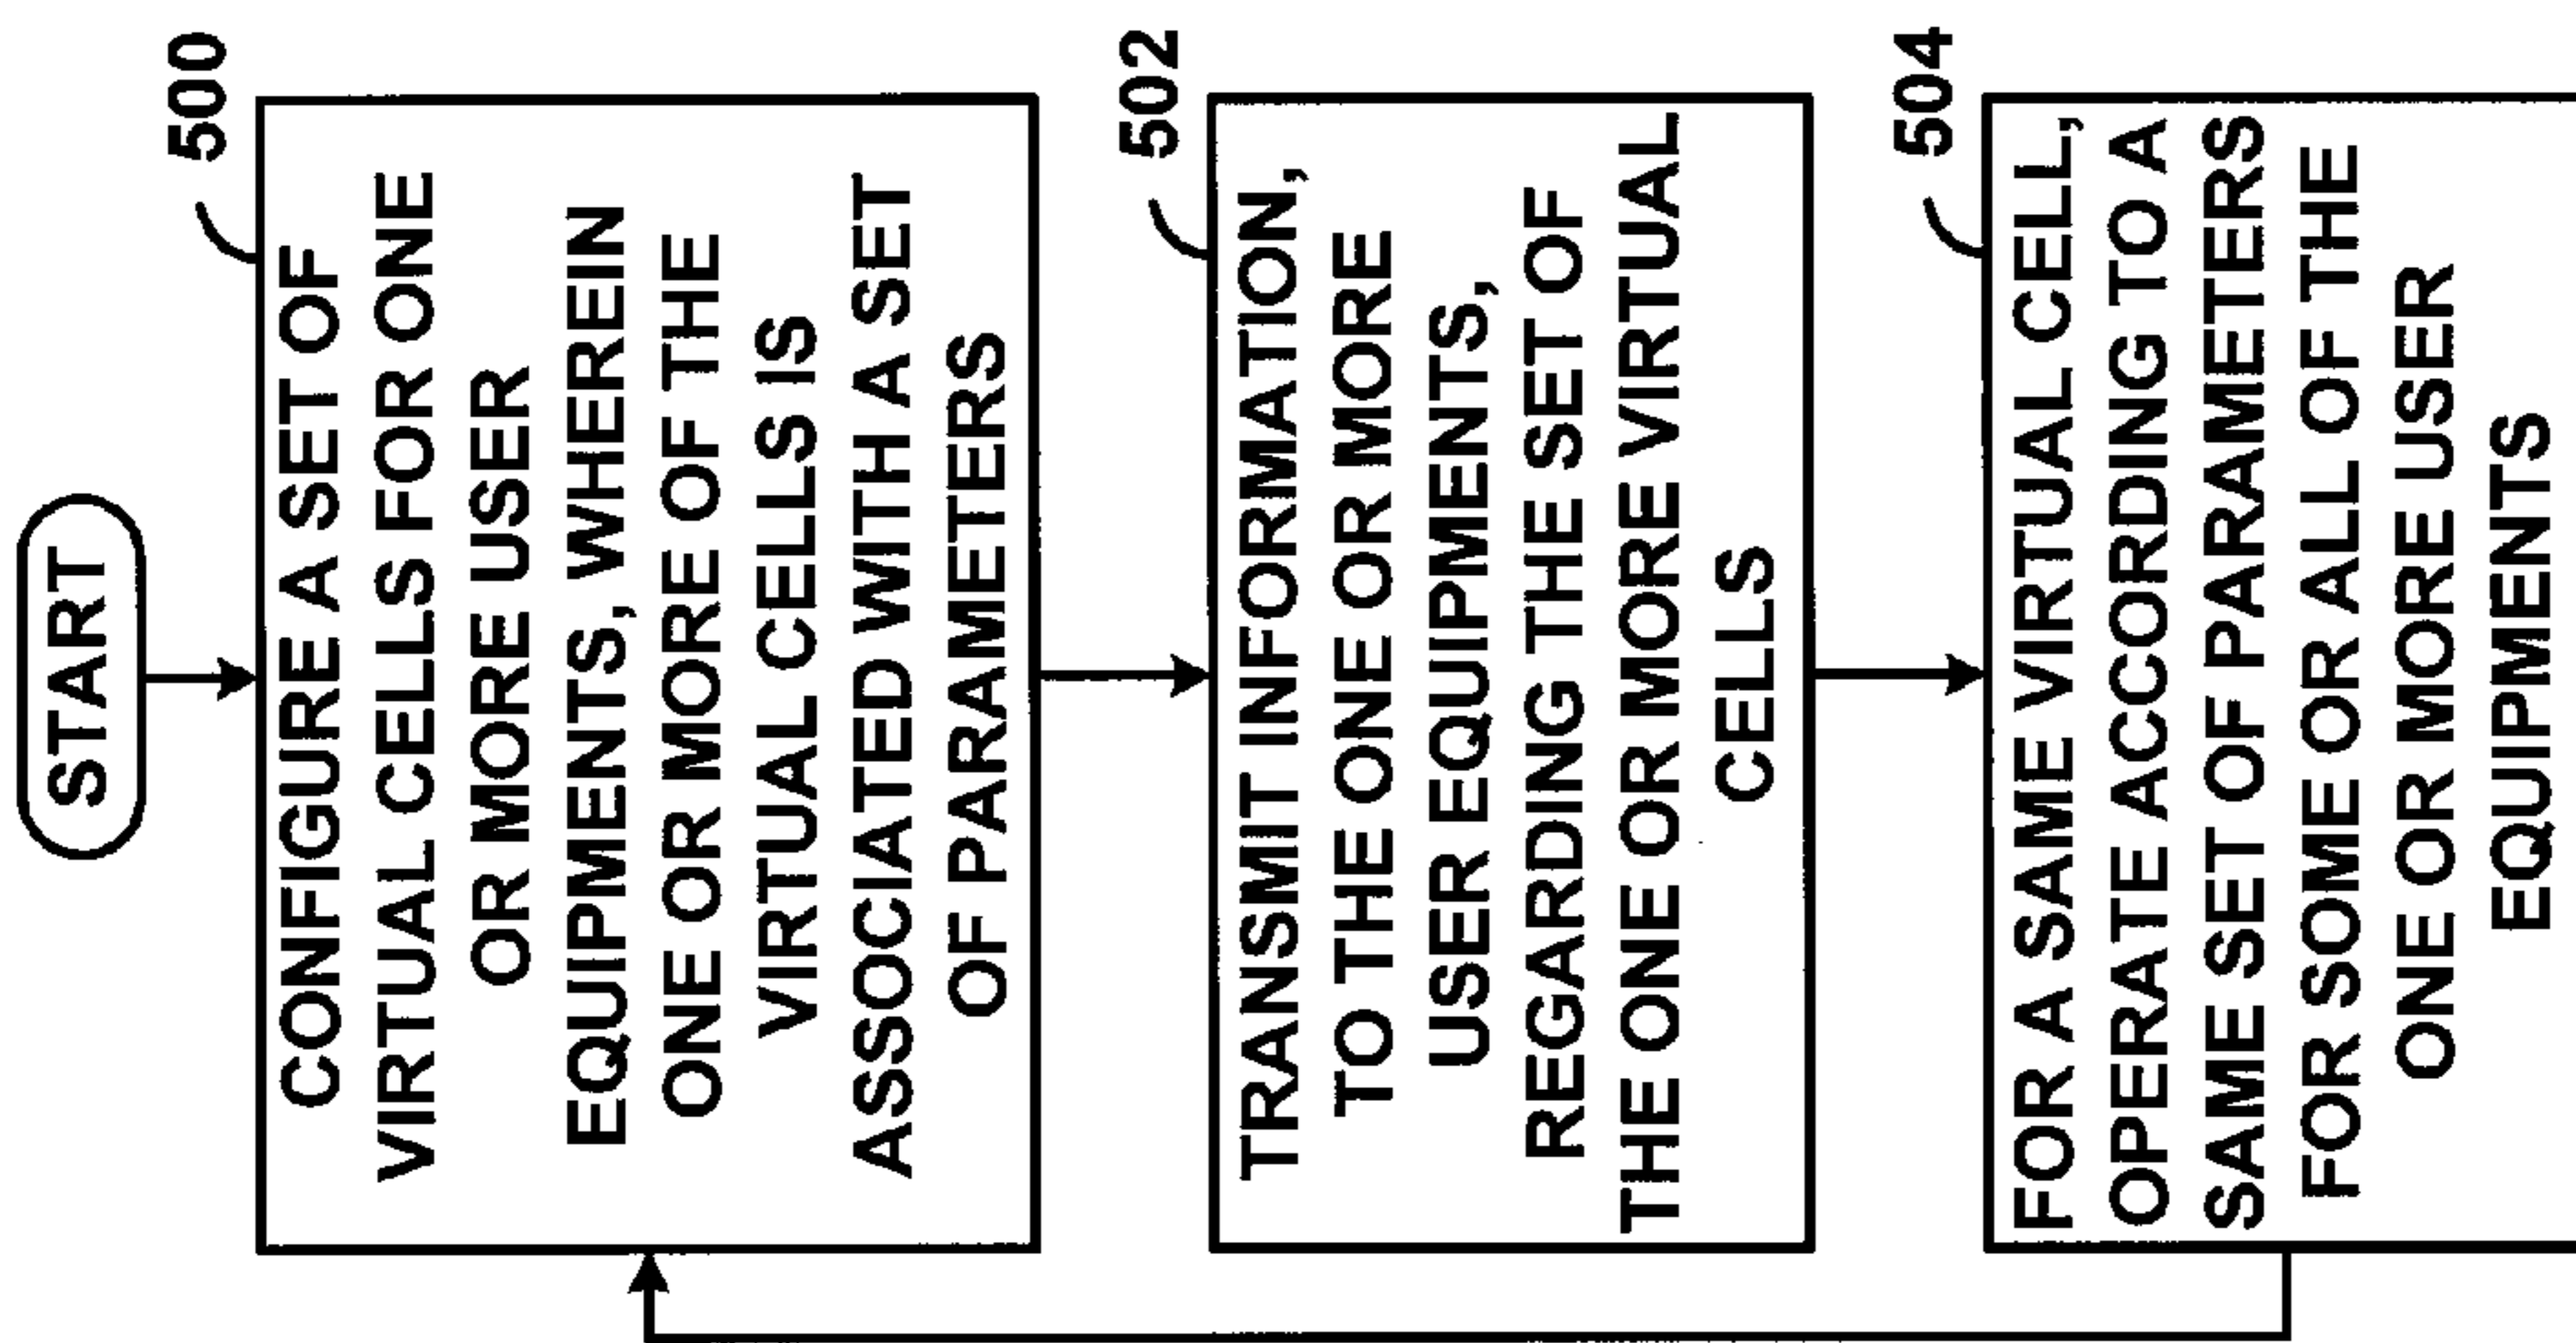 START
500
CONFIGURE A SET OF
VIRTUAL CELLS FOR ONE
OR MORE USER
EQUIPMENTS, WHEREIN
ONE OR MORE OF THE
VIRTUAL CELLS IS
ASSOCIATED WITH A SET
OF PARAMETERS
502
TRANSMIT INFORMATION,
TO THE ONE OR MORE
USER EQUIPMENTS,
REGARDING THE SET OF
THE ONE OR MORE VIRTUAL
CELLS
504
FOR A SAME VIRTUAL CELL,
OPERATE ACCORDING TO A
SAME SET OF PARAMETERS
FOR SOME OR ALL OF THE
ONE OR MORE USER
EQUIPMENTS